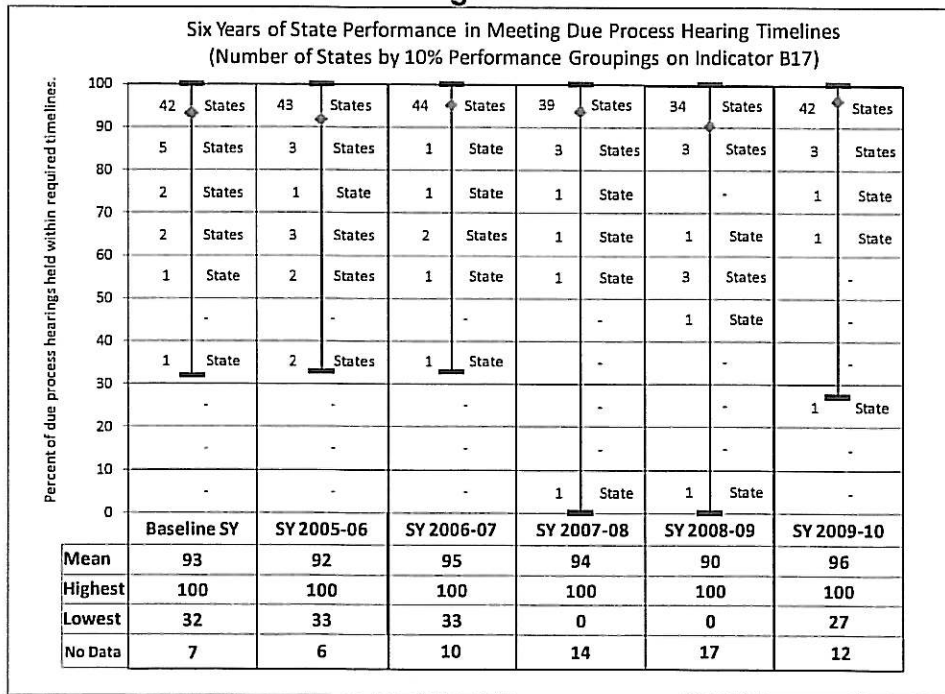 Six Years of State Performance in Meeting Due Process Hearing Timelines
(Number of States by 10% Performance Groupings on Indicator B17)
Percent of due process hearings held within required timelines.
100
42 States 43 States 44 States 39 States 34 States 42 States
90
5 States 3 States 1 State 3 States 3 States 3 States
80
2 States 1 State 1 State 1 State - 1 State
70
2 States 3 States 2 States 1 State 1 State 1 State
60
1 State 2 States 1 State 1 State 3 States -
50
- - - - 1 State -
40
1 State 2 States 1 State - - -
30
- - - - - 1 State
20
- - - - - -
10
- - - 1 State 1 State -
0
Baseline SY SY 2005-06 SY 2006-07 SY 2007-08 SY 2008-09 SY 2009-10
Mean 93 92 95 94 90 96
Highest 100 100 100 100 100 100
Lowest 32 33 33 0 0 27
No Data 7 6 10 14 17 12